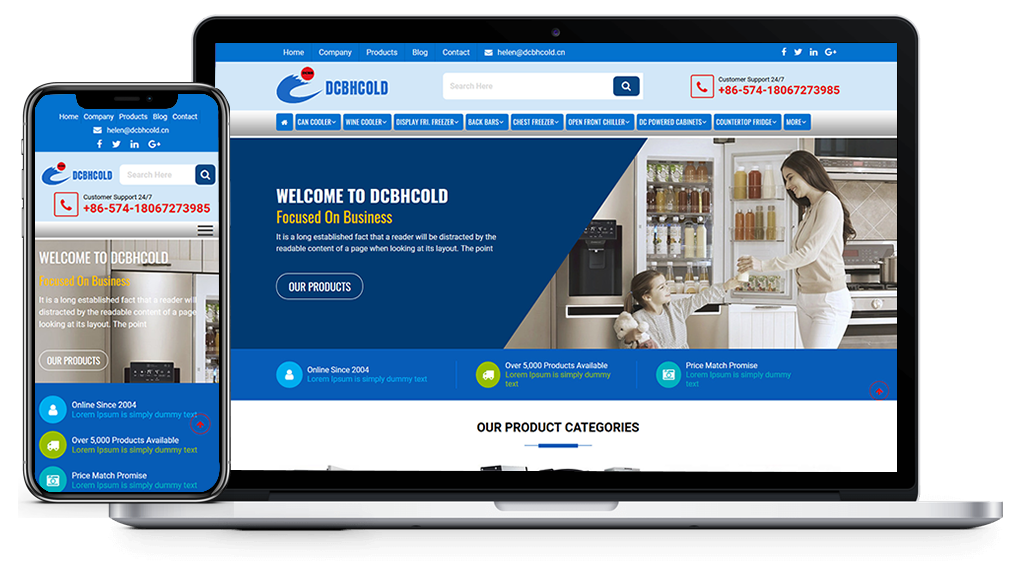 Home Company Products Blog Contact helen@dcbhcold.cn
DCBHCOLD
Search Here
Customer Support 24/7
+86-574-18067273985
CAN COOLER WINE COOLER DISPLAY FRI. FREEZER BACK BARS CHEST FREEZER OPEN FRONT CHILLER DC POWERED CABINETS COUNTERTOP FRIDGE MORE
WELCOME TO DCBHCOLD
Focused On Business
It is a long established fact that a reader will be distracted by the
readable content of a page when looking at its layout. The point
OUR PRODUCTS
Online Since 2004
Lorem Ipsum is simply dummy text
Over 5,000 Products Available
Lorem Ipsum is simply dummy
text
Price Match Promise
Lorem Ipsum is simply dummy
text
OUR PRODUCT CATEGORIES
Home Company Products Blog Contact
helen@dcbhcold.cn
DCBHCOLD
Search Here
Customer Support 24/7
+86-574-18067273985
WELCOME TO DCBHCOLD
Focused On Business
It is a long established fact that a reader will be
distracted by the readable content of a page when
looking at its layout. The point
OUR PRODUCTS
Online Since 2004
Lorem Ipsum is simply dummy text
Over 5,000 Products Available
Lorem Ipsum is simply dummy text
Price Match Promise
Lorem Ipsum is simply dummy text